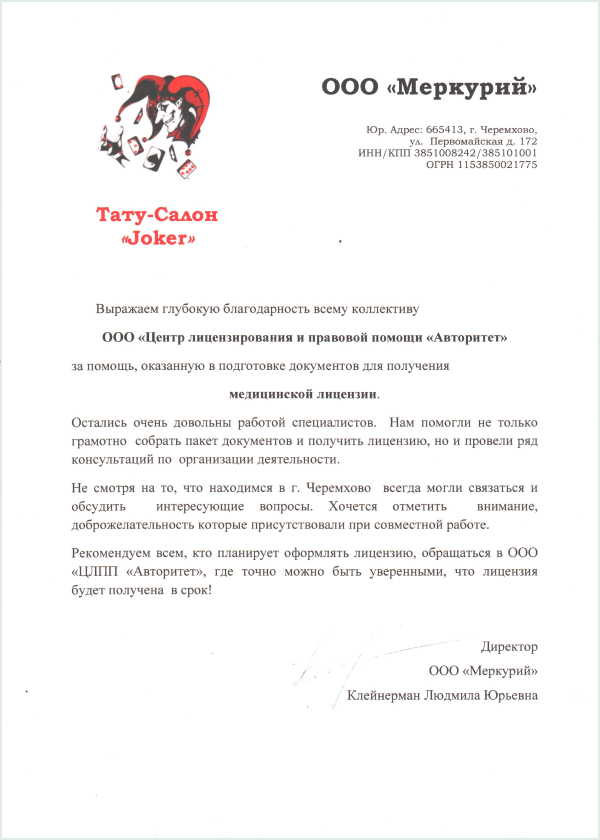 ООО «Меркурий»
Юр. Адрес: 665413, г. Черемхово,
ул. Первомайская д. 172
ИНН/КПП 3851008242/385101001
ОГРН 1153850021775
Тату-Салон
«Joker»
Выражаем глубокую благодарность всему коллективу
ООО «Центр лицензирования и правовой помощи «Авторитет»
за помощь, оказанную в подготовке документов для получения
медицинской лицензии.
Остались очень довольны работой специалистов. Нам помогли не только
грамотно собрать пакет документов и получить лицензию, но и провели ряд
консультаций по организации деятельности.
Не смотря на то, что находимся в г. Черемхово всегда могли связаться и
обсудить интересующие вопросы. Хочется отметить внимание,
доброжелательность которые присутствовали при совместной работе.
Рекомендуем всем, кто планирует оформлять лицензию, обращаться в ООО
«ЦЛПП «Авторитет», где точно можно быть уверенными, что лицензия
будет получена в срок!
Директор
ООО «Меркурий»
Клейнерман Людмила Юрьевна